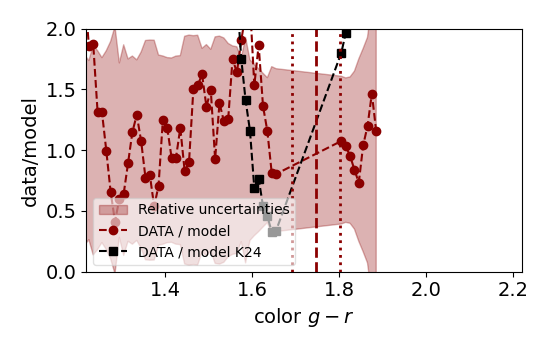 2.0
1.5
1.0
0.5
0.0
data/model
Relative uncertainties
DATA / model
DATA / model K24
1.4 1.6 1.8 2.0 2.2
color g − r